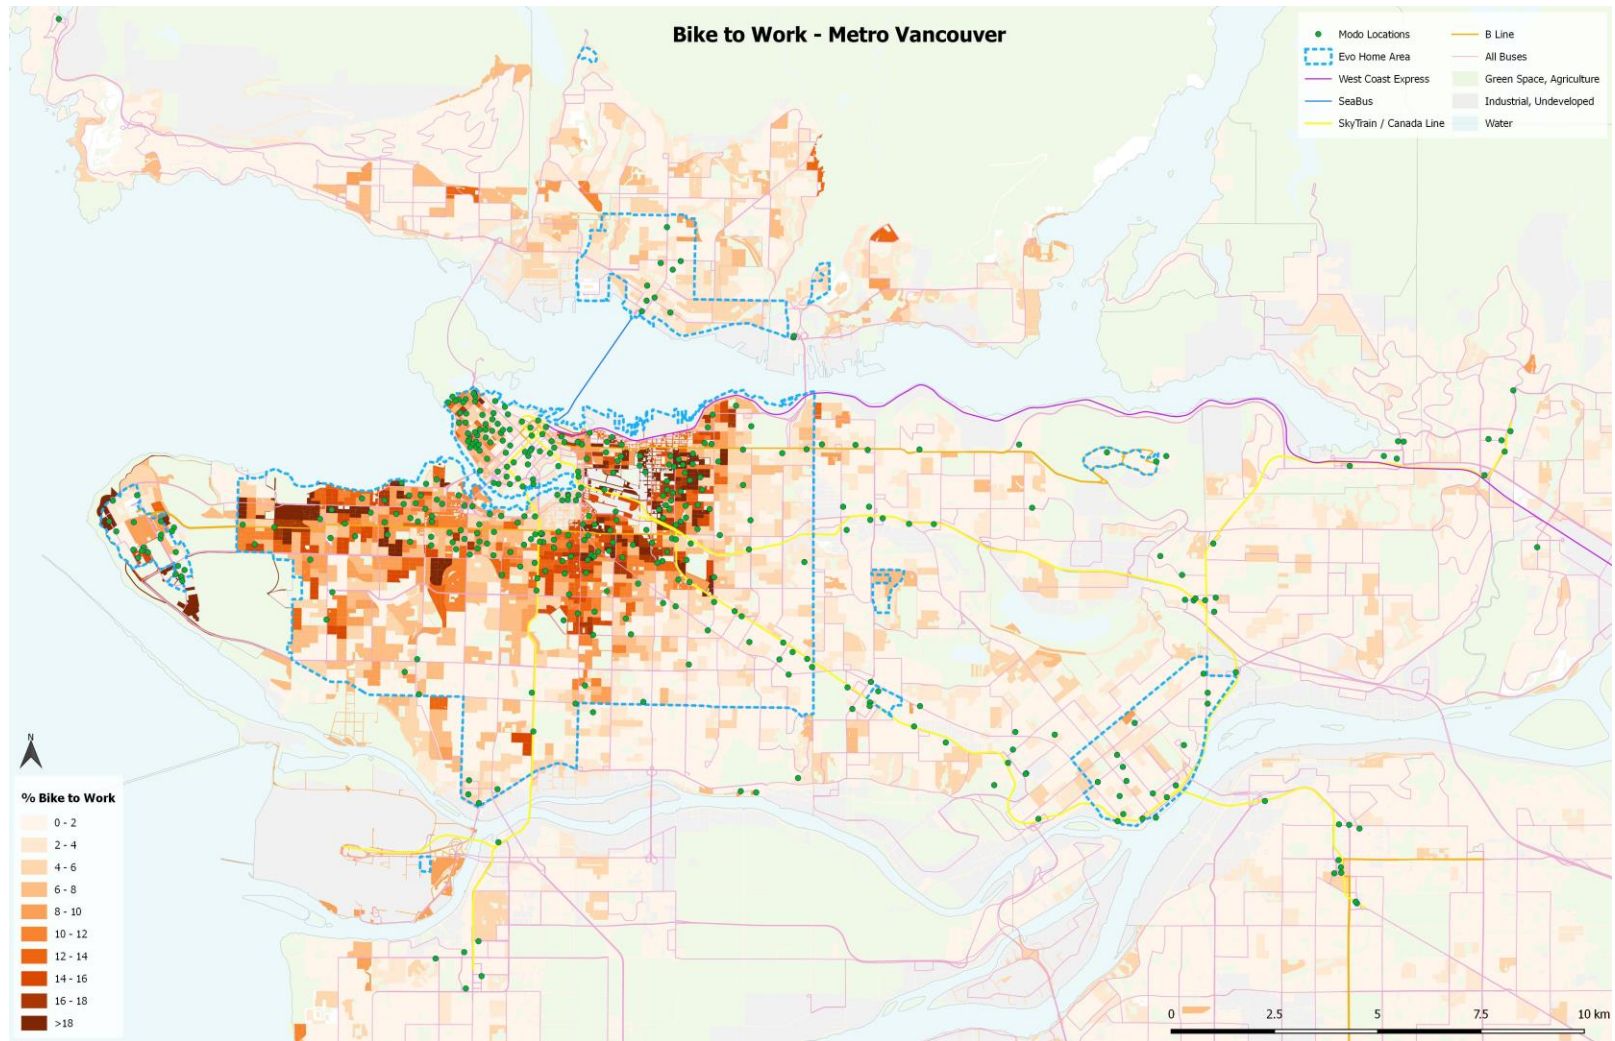 Bike to Work - Metro Vancouver
Modo Locations
Evo Home Area
West Coast Express
SeaBus
SkyTrain / Canada Line
B Line
All Buses
Green Space, Agriculture
Industrial, Undeveloped
Water
N
% Bike to Work
0 - 2
2 - 4
4 - 6
6 - 8
8 - 10
10 - 12
12 - 14
14 - 16
16 - 18
>18
0 2.5 5 7.5 10 km